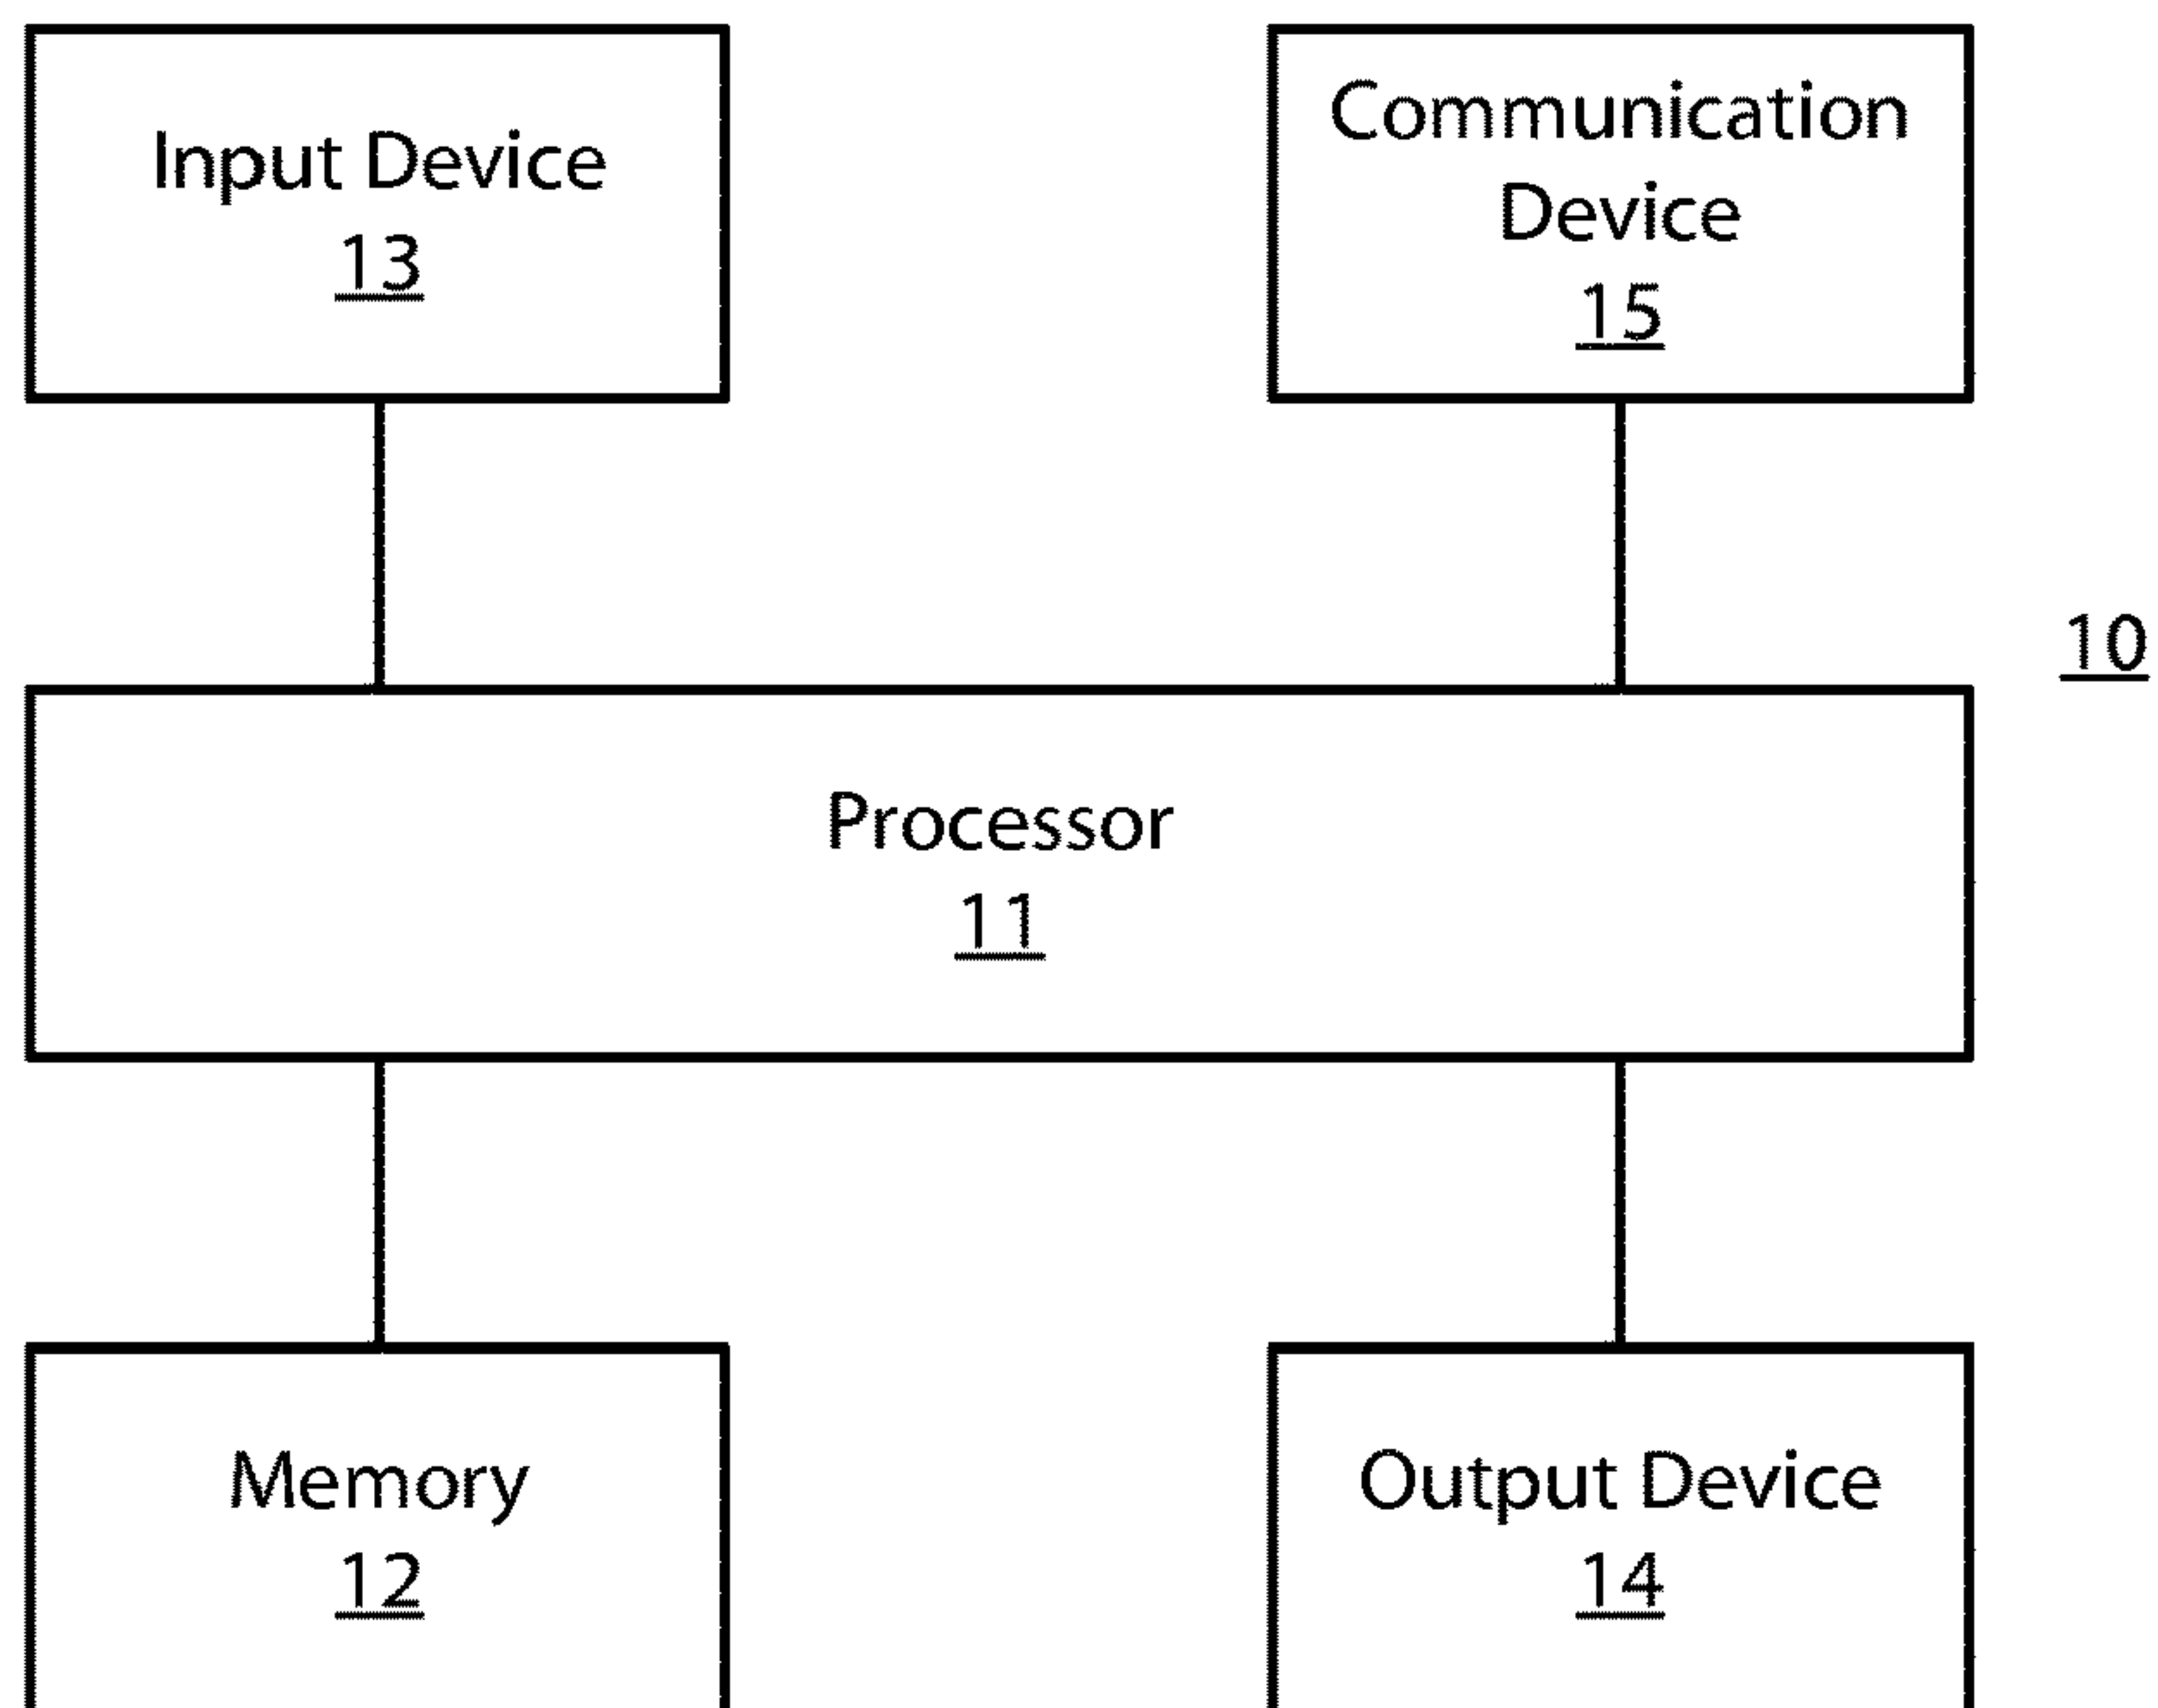 Input Device
13
Communication
Device
15
10
Processor
11
Memory
12
Output Device
14